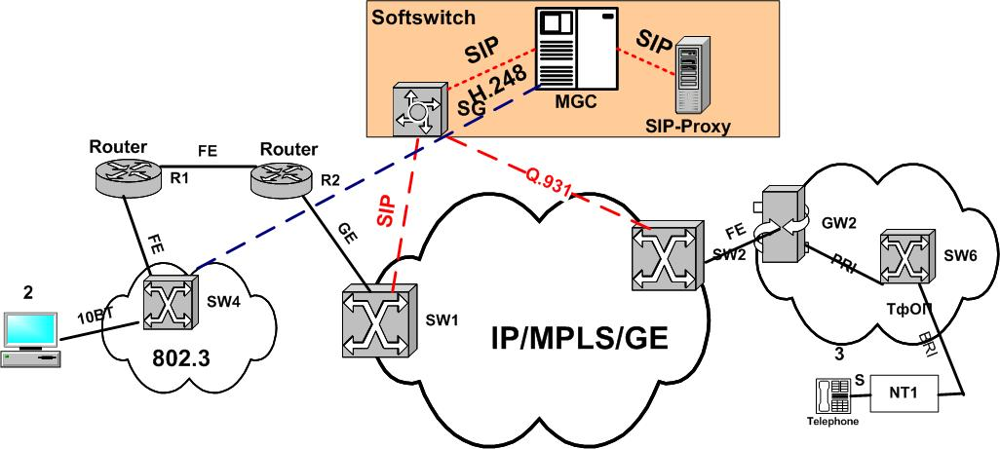 Softswitch
SIP
SIP
H.248
SG
MGC
SIP-Proxy
Router
FE
Router
R1
R2
Q.931
SIP
GE
FE
FE
SW2
GW2
PRI
SW6
ТфОП
2
10BT
SW4
802.3
SW1
IP/MPLS/GE
BRI
3
S
NT1
Telephone